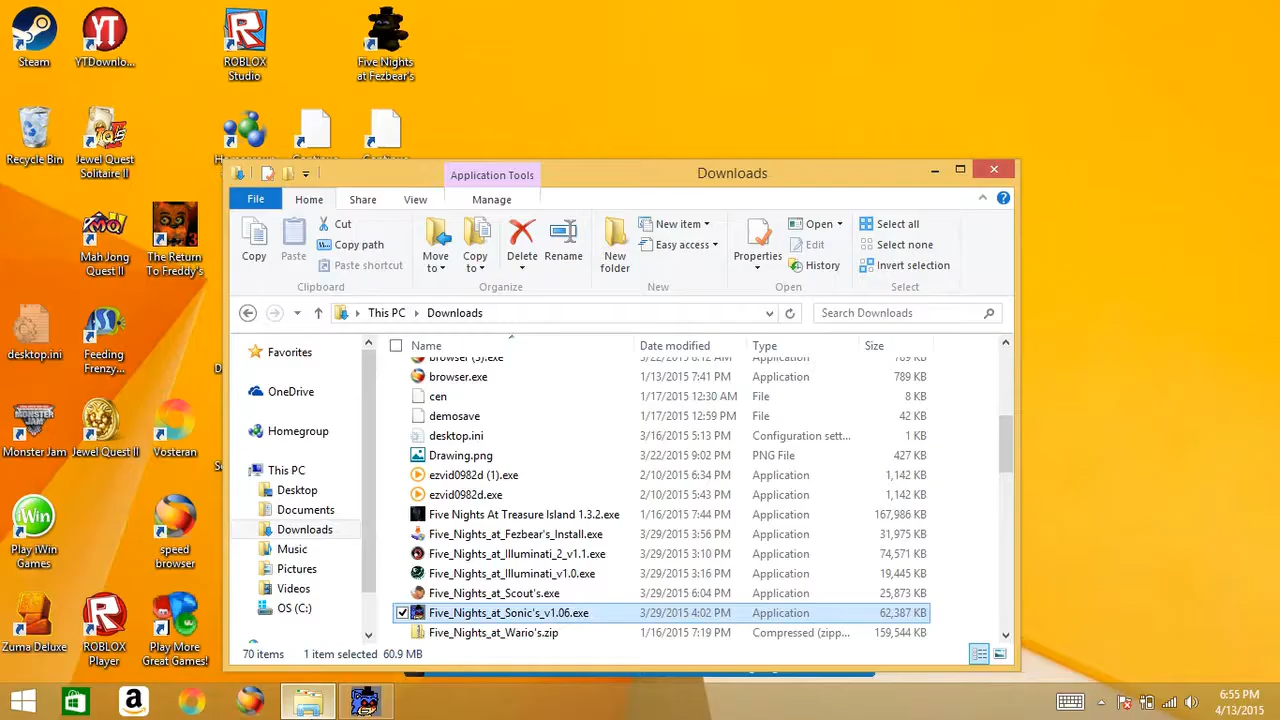 Steam
YTDownlo...
ROBLOX
Studio
Five Nights
at Fezbear's
Recycle Bin
Jewel Quest
Solitaire II
Mah Jong
Quest II
The Return
To Freddy's
desktop.ini
Feeding
Frenzy...
Monster Jam
Jewel Quest II
Vosteran
Play iWin
Games
speed
browser
Zuma Deluxe
ROBLOX
Player
Play More
Great Games!
Application Tools
Downloads
File
Home
Share
View
Manage
Copy
Paste
Cut
Copy path
Paste shortcut
Clipboard
Move
to
Copy
to
Delete
Rename
Organize
New
folder
New item
Easy access
New
Properties
Open
Edit
History
Open
Select all
Select none
Invert selection
Select
This PC
Downloads
Search Downloads
Favorites
OneDrive
Homegroup
This PC
Desktop
Documents
Downloads
Music
Pictures
Videos
OS (C:)
Name Date modified Type Size
browser (3).exe 3/22/2015 8:12 AM Application 789 KB
browser.exe 1/13/2015 7:41 PM Application 789 KB
cen 1/17/2015 12:30 AM File 8 KB
demosave 1/17/2015 12:59 PM File 42 KB
desktop.ini 3/16/2015 5:13 PM Configuration sett... 1 KB
Drawing.png 3/22/2015 9:02 PM PNG File 427 KB
ezvid0982d (1).exe 2/10/2015 6:34 PM Application 1,142 KB
ezvid0982d.exe 2/10/2015 5:43 PM Application 1,142 KB
Five Nights At Treasure Island 1.3.2.exe 1/16/2015 7:44 PM Application 167,986 KB
Five_Nights_at_Fezbear's_Install.exe 3/29/2015 3:56 PM Application 31,975 KB
Five_Nights_at_Illuminati_2_v1.1.exe 3/29/2015 3:10 PM Application 74,571 KB
Five_Nights_at_Illuminati_v1.0.exe 3/29/2015 3:16 PM Application 19,445 KB
Five_Nights_at_Scout's.exe 3/29/2015 6:04 PM Application 25,873 KB
Five_Nights_at_Sonic's_v1.06.exe 3/29/2015 4:02 PM Application 62,387 KB
Five_Nights_at_Wario's.zip 1/16/2015 7:19 PM Compressed (zipp... 159,544 KB
70 items 1 item selected 60.9 MB
6:55 PM
4/13/2015